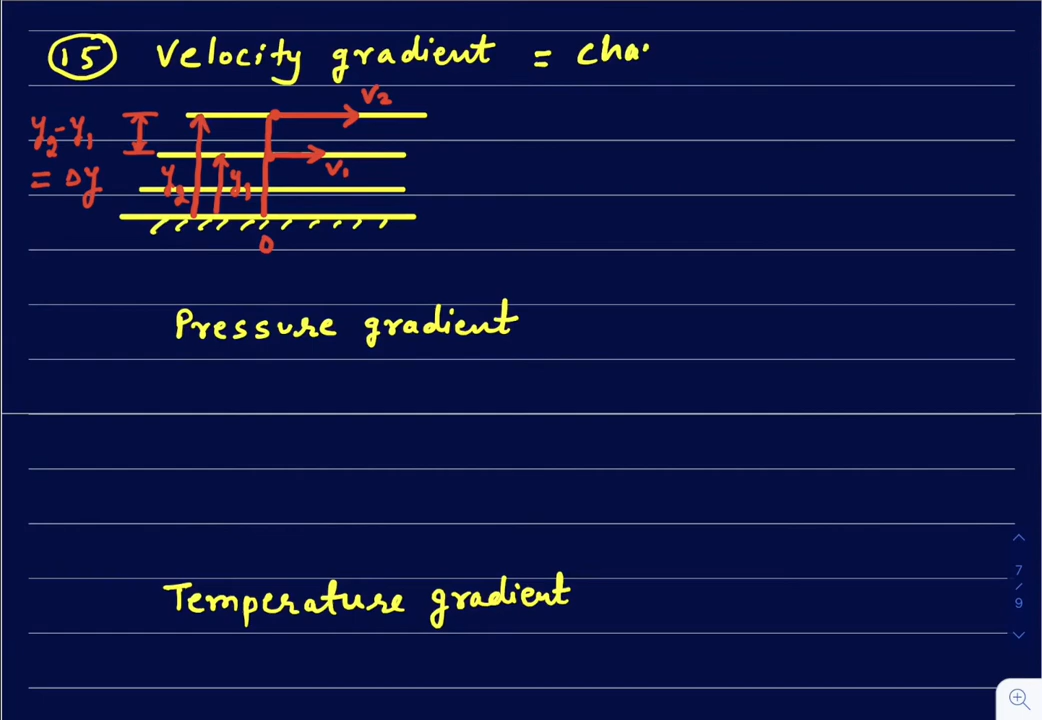 15 Velocity gradient = cha
V2
y2-y1
= Δy
y2 y1 V1
0
Pressure gradient
7
/
9
Temperature gradient